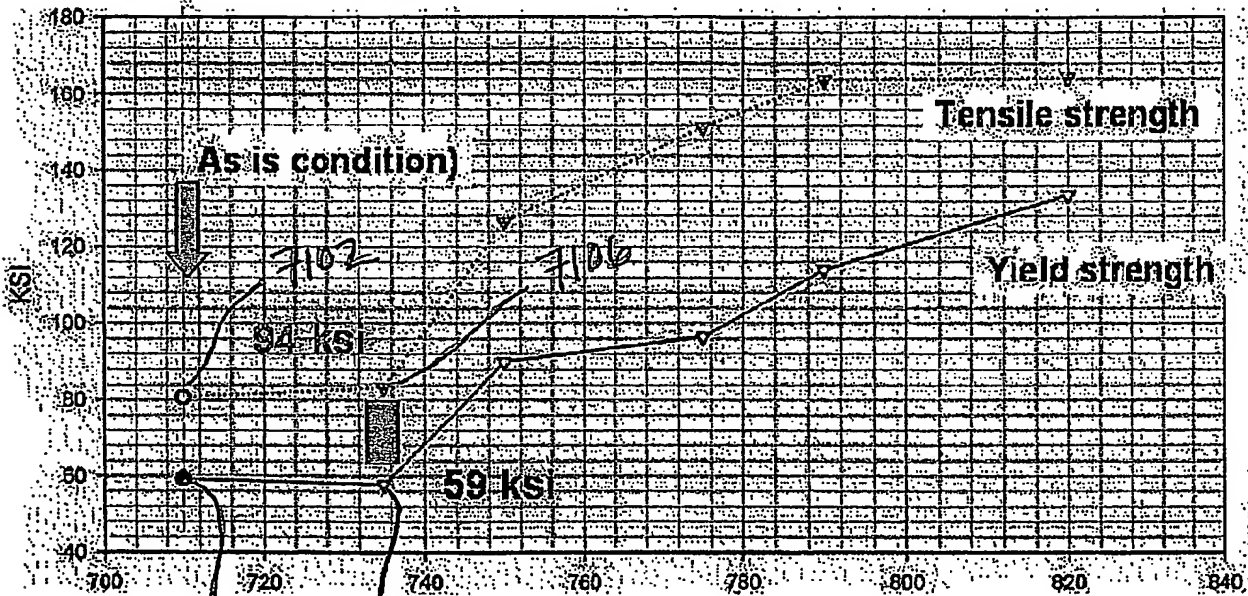 180
160
140
120
100
80
60
40
KSI
Tensile strength
As is condition)
7102
7106
Yield strength
94 ksi
59 ksi
700 720 740 760 780 800 820 840